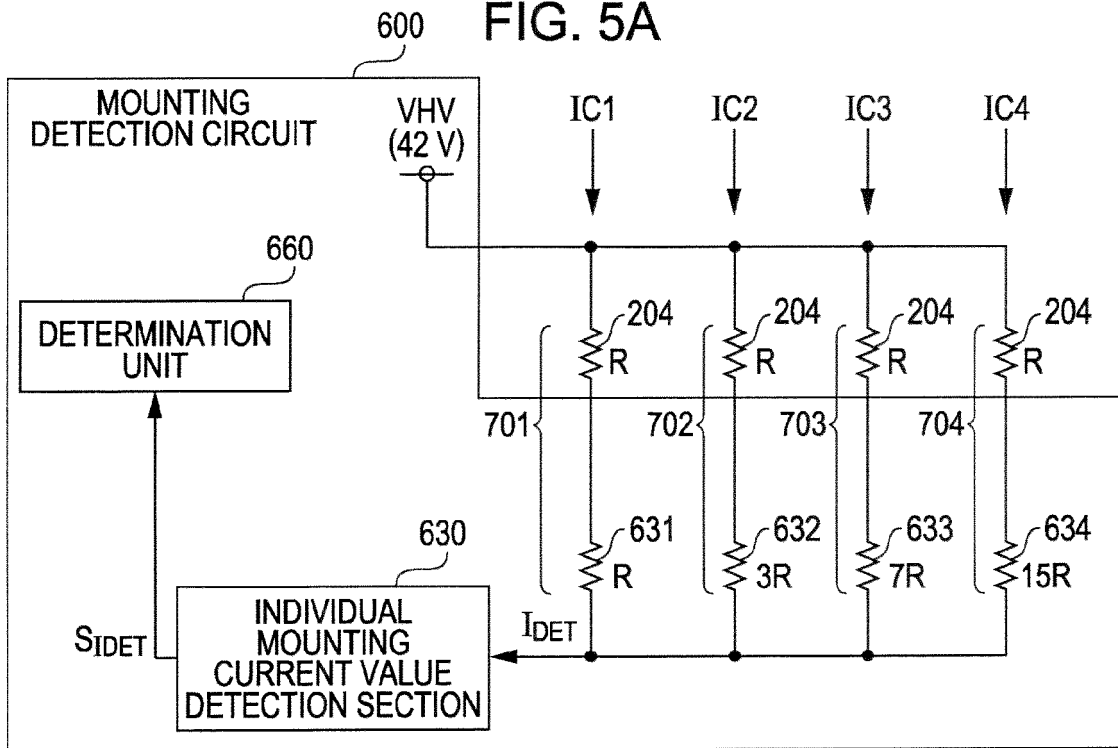 FIG. 5A
600
MOUNTING
DETECTION CIRCUIT
VHV
(42 V)
IC1
IC2
IC3
IC4
660
DETERMINATION
UNIT
204
R
204
R
204
R
204
R
701
702
703
704
631
R
632
3R
633
7R
634
15R
630
INDIVIDUAL
MOUNTING
CURRENT VALUE
DETECTION SECTION
SIDET
IDET